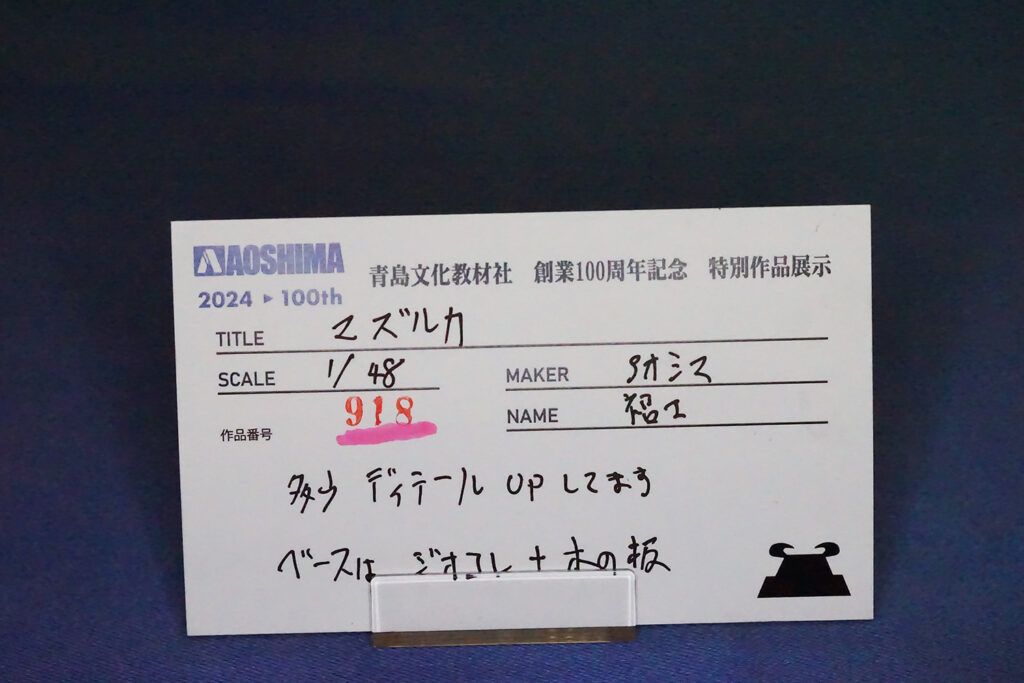 AOSHIMA
2024 ▸ 100th
青島文化教材社 創業100周年記念 特別作品展示
TITLE マズルカ
SCALE 1/48
MAKER アオシマ
作品番号 918
NAME
多少 ディテール UP してます
ベースは ジオコレ + 木の板